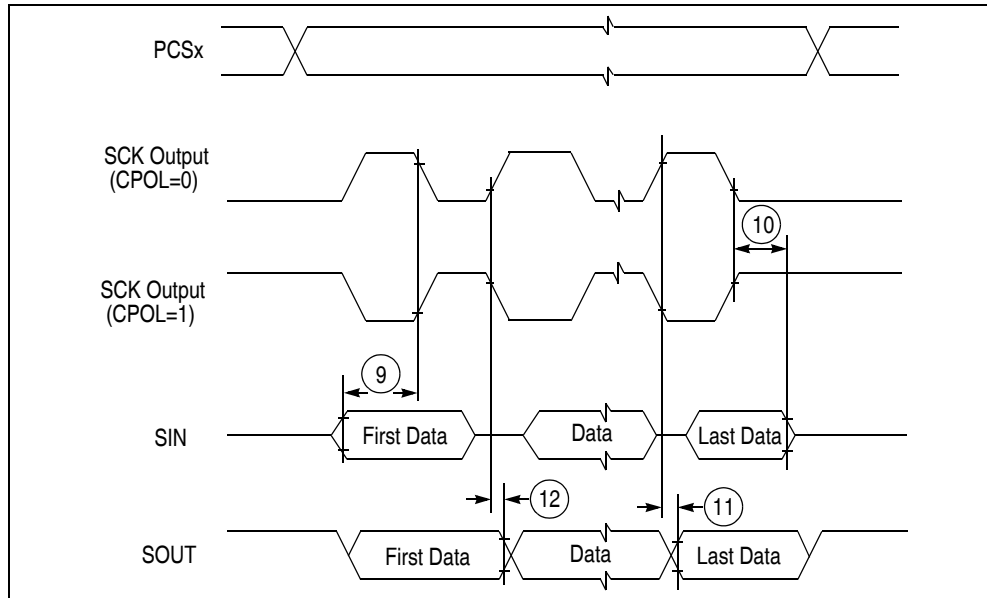 PCSx
SCK Output
(CPOL=0)
10
SCK Output
(CPOL=1)
9
SIN
First Data
Data
Last Data
12
11
SOUT
First Data
Data
Last Data